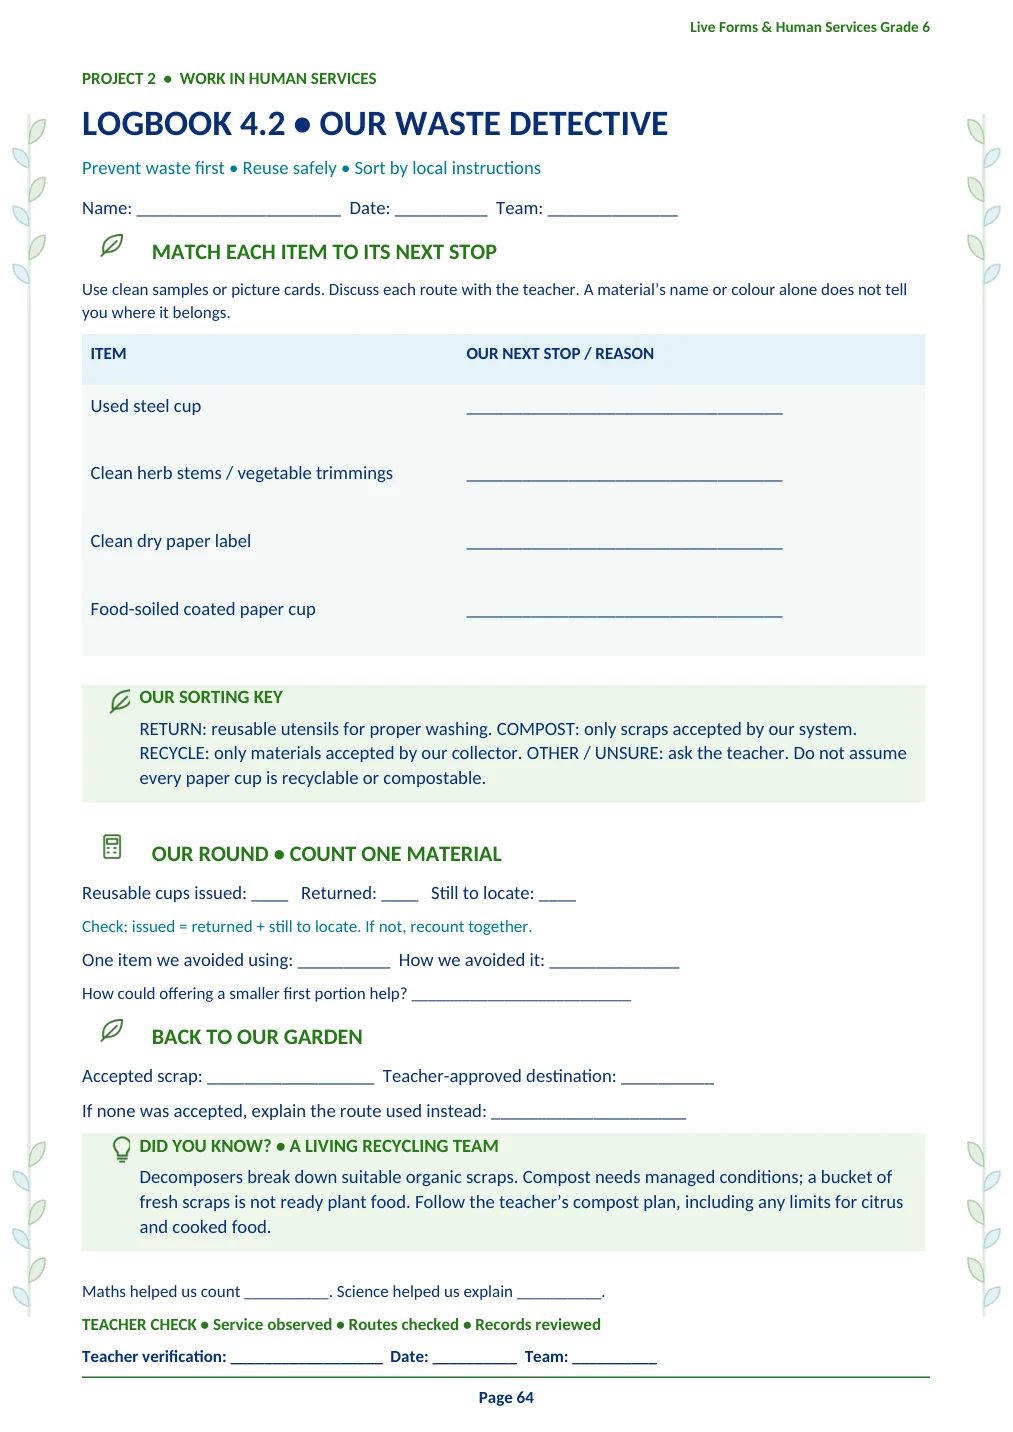 Live Forms & Human Services Grade 6
PROJECT 2 ● WORK IN HUMAN SERVICES
LOGBOOK 4.2 ● OUR WASTE DETECTIVE
Prevent waste first ● Reuse safely ● Sort by local instructions
Name: ______________________ Date: __________ Team: ______________
MATCH EACH ITEM TO ITS NEXT STOP
Use clean samples or picture cards. Discuss each route with the teacher. A material’s name or colour alone does not tell
you where it belongs.
ITEM OUR NEXT STOP / REASON
Used steel cup __________________________________
Clean herb stems / vegetable trimmings __________________________________
Clean dry paper label __________________________________
Food-soiled coated paper cup __________________________________
OUR SORTING KEY
RETURN: reusable utensils for proper washing. COMPOST: only scraps accepted by our system.
RECYCLE: only materials accepted by our collector. OTHER / UNSURE: ask the teacher. Do not assume
every paper cup is recyclable or compostable.
OUR ROUND ● COUNT ONE MATERIAL
Reusable cups issued: ____ Returned: ____ Still to locate: ____
Check: issued = returned + still to locate. If not, recount together.
One item we avoided using: __________ How we avoided it: ______________
How could offering a smaller first portion help? __________________________
BACK TO OUR GARDEN
Accepted scrap: __________________ Teacher-approved destination: __________
If none was accepted, explain the route used instead: _____________________
DID YOU KNOW? ● A LIVING RECYCLING TEAM
Decomposers break down suitable organic scraps. Compost needs managed conditions; a bucket of
fresh scraps is not ready plant food. Follow the teacher’s compost plan, including any limits for citrus
and cooked food.
Maths helped us count __________. Science helped us explain __________.
TEACHER CHECK ● Service observed ● Routes checked ● Records reviewed
Teacher verification: __________________ Date: __________ Team: __________
Page 64